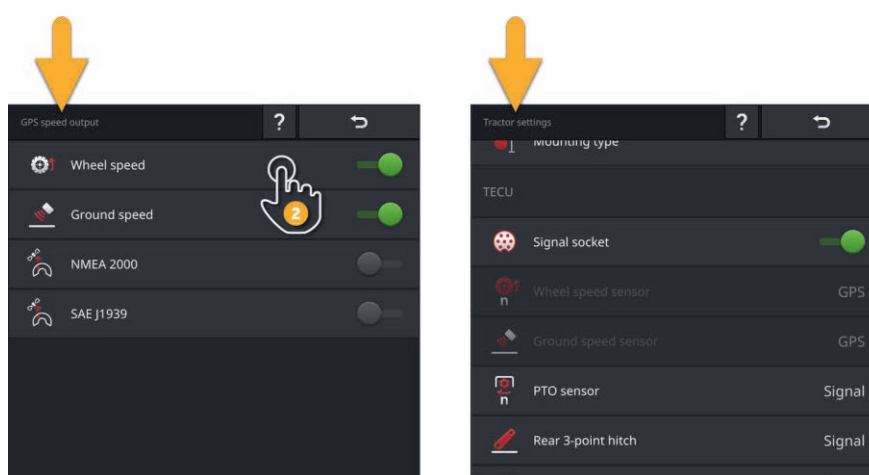 GPS speed output
?
Wheel speed
2
Ground speed
NMEA 2000
SAE J1939
Tractor settings
?
Mounting type
TECU
Signal socket
n
Wheel speed sensor GPS
Ground speed sensor GPS
n
PTO sensor Signal
Rear 3-point hitch Signal